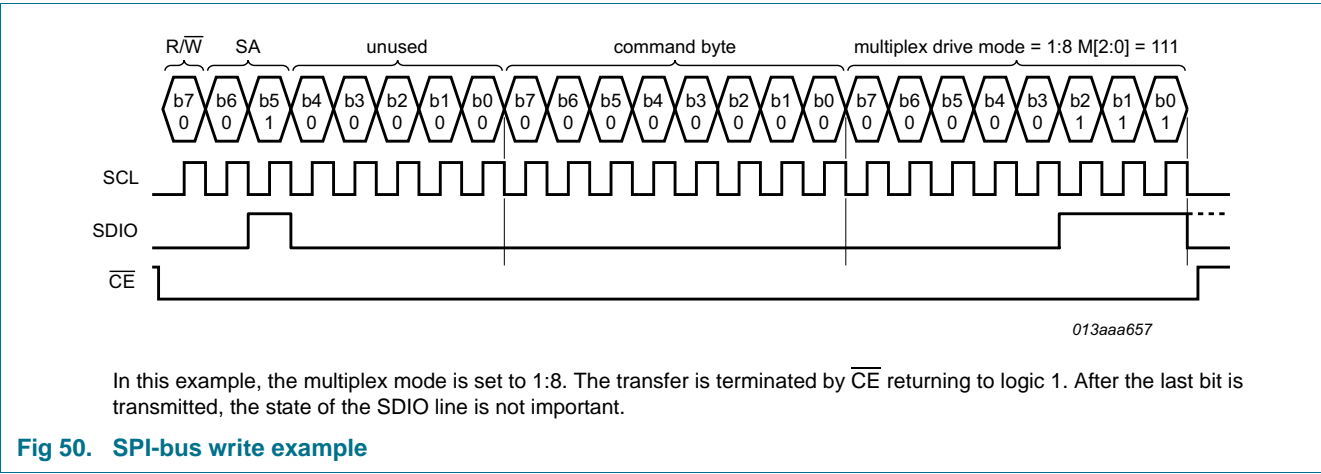 R/W̅ SA unused command byte multiplex drive mode = 1:8 M[2:0] = 111
b7 b6 b5 b4 b3 b2 b1 b0 b7 b6 b5 b4 b3 b2 b1 b0 b7 b6 b5 b4 b3 b2 b1 b0
0 0 1 0 0 0 0 0 0 0 0 0 0 0 0 0 0 0 0 0 0 1 1 1
SCL
SDIO
C̅E̅
013aaa657
In this example, the multiplex mode is set to 1:8. The transfer is terminated by C̅E̅ returning to logic 1. After the last bit is
transmitted, the state of the SDIO line is not important.
Fig 50. SPI-bus write example